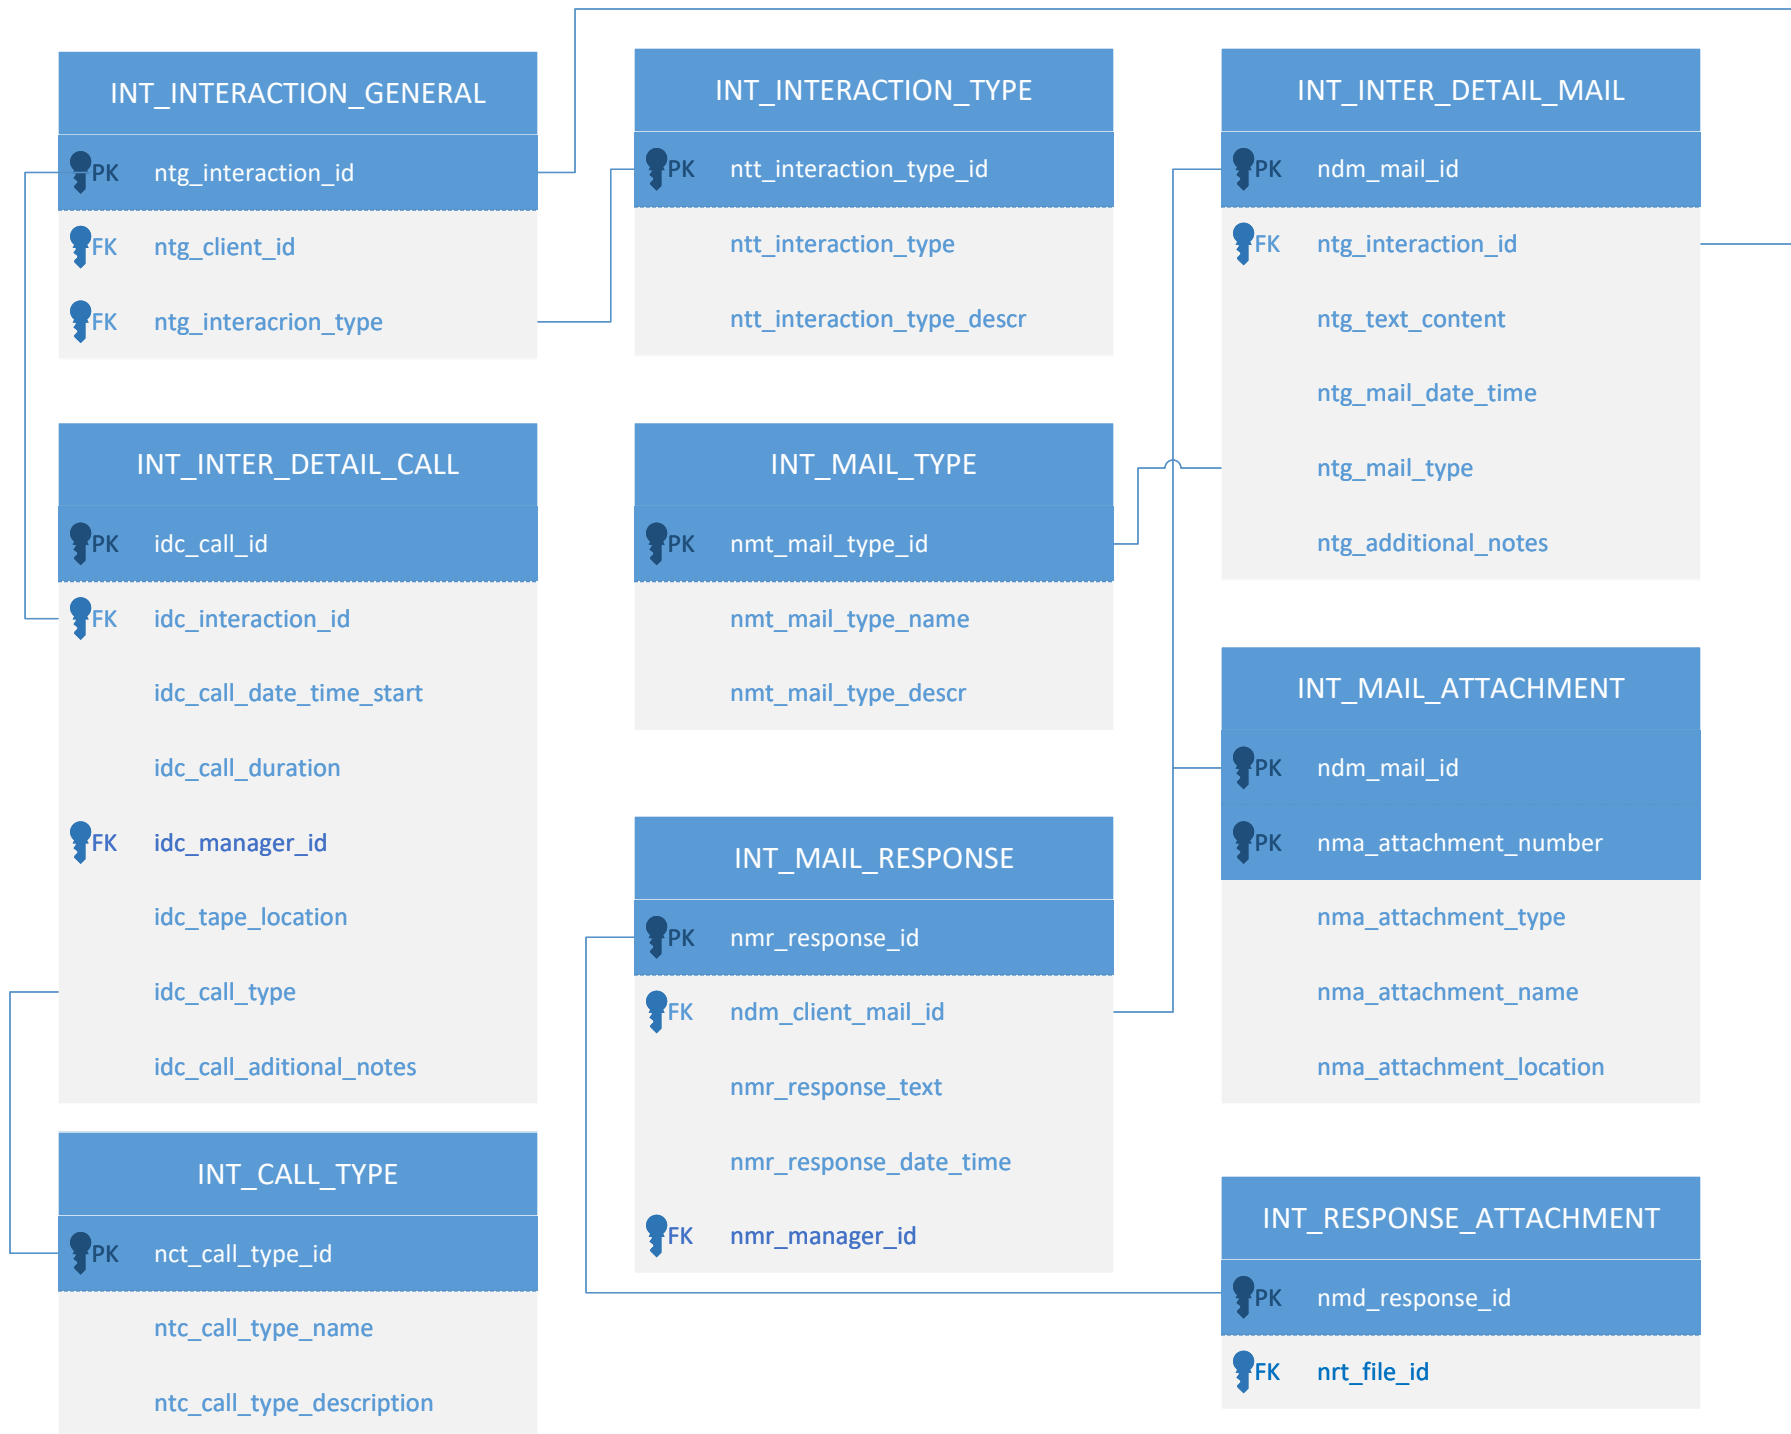 INT_INTERACTION_GENERAL
PK ntg_interaction_id
FK ntg_client_id
FK ntg_interacrion_type
INT_INTERACTION_TYPE
PK ntt_interaction_type_id
ntt_interaction_type
ntt_interaction_type_descr
INT_INTER_DETAIL_MAIL
PK ndm_mail_id
FK ntg_interaction_id
ntg_text_content
ntg_mail_date_time
ntg_mail_type
ntg_additional_notes
INT_INTER_DETAIL_CALL
PK idc_call_id
FK idc_interaction_id
idc_call_date_time_start
idc_call_duration
FK idc_manager_id
idc_tape_location
idc_call_type
idc_call_aditional_notes
INT_MAIL_TYPE
PK nmt_mail_type_id
nmt_mail_type_name
nmt_mail_type_descr
INT_MAIL_ATTACHMENT
PK ndm_mail_id
PK nma_attachment_number
nma_attachment_type
nma_attachment_name
nma_attachment_location
INT_MAIL_RESPONSE
PK nmr_response_id
FK ndm_client_mail_id
nmr_response_text
nmr_response_date_time
FK nmr_manager_id
INT_CALL_TYPE
PK nct_call_type_id
ntc_call_type_name
ntc_call_type_description
INT_RESPONSE_ATTACHMENT
PK nmd_response_id
FK nrt_file_id